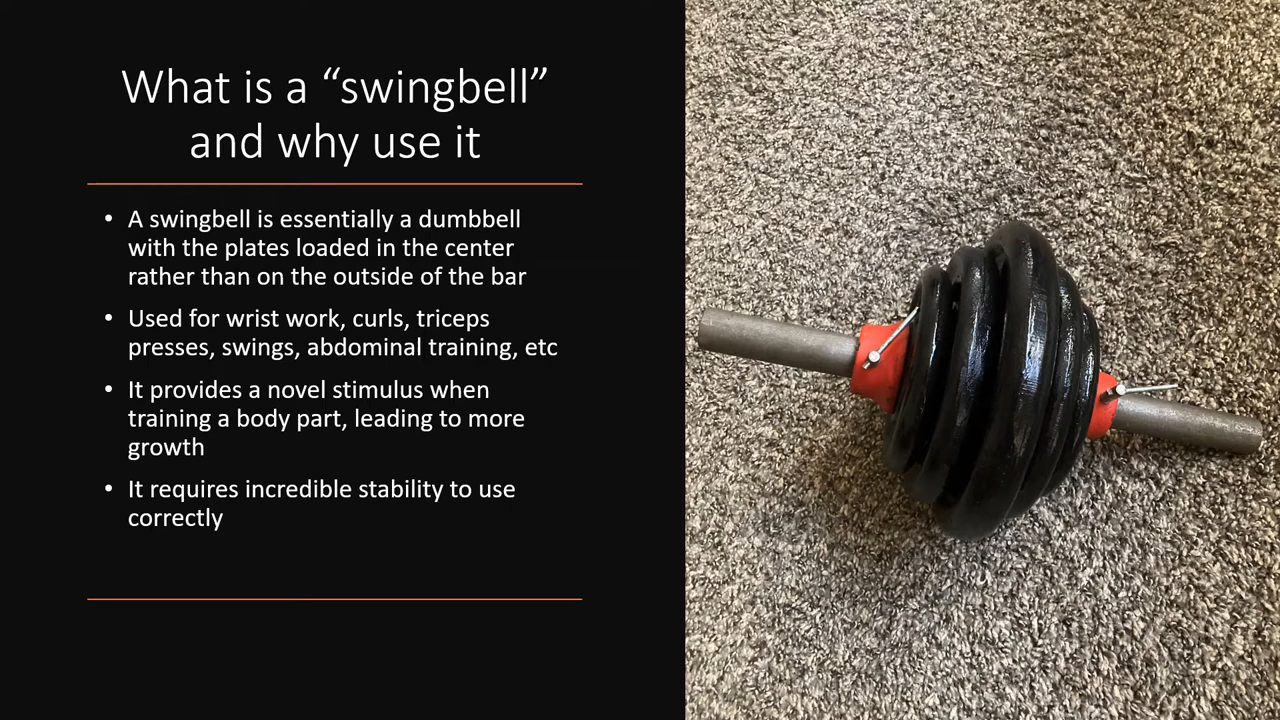 What is a “swingbell”
and why use it
• A swingbell is essentially a dumbbell
with the plates loaded in the center
rather than on the outside of the bar
• Used for wrist work, curls, triceps
presses, swings, abdominal training, etc
• It provides a novel stimulus when
training a body part, leading to more
growth
• It requires incredible stability to use
correctly